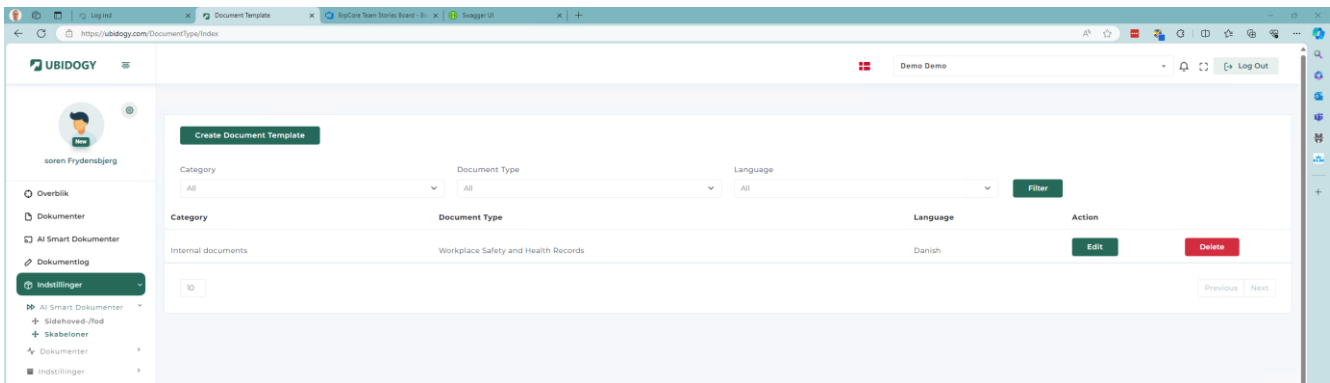 Log ind
Document Template
ErpCore Team Stories Board - Bo
Swagger UI
https://ubidogy.com/DocumentType/Index
UBIDOGY
Demo Demo
Log Out
New
soren Frydensbjerg
Create Document Template
Category
Document Type
Language
All
All
All
Filter
Overblik
Dokumenter
AI Smart Dokumenter
Dokumentlog
Indstillinger
AI Smart Dokumenter
Sidehoved-/fod
Skabeloner
Dokumenter
Indstillinger
Category
Document Type
Language
Action
Internal documents
Workplace Safety and Health Records
Danish
Edit
Delete
10
Previous
Next